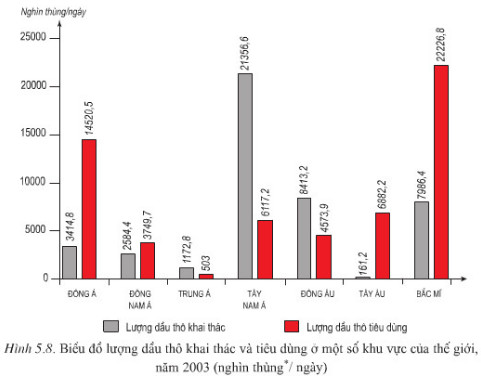 Nghìn thùng/ngày
25000
20000
15000
10000
5000
0
3414,8
14520,5
2584,4
3749,7
1172,8
503
21356,6
6117,2
8413,2
4573,9
161,2
6882,2
7986,4
22226,8
ĐÔNG Á
ĐÔNG
NAM Á
TRUNG Á
TÂY
NAM Á
ĐÔNG ÂU
TÂY ÂU
BẮC MĨ
Lượng dầu thô khai thác
Lượng dầu thô tiêu dùng
Hình 5.8. Biểu đồ lượng dầu thô khai thác và tiêu dùng ở một số khu vực của thế giới,
năm 2003 (nghìn thùng*/ ngày)